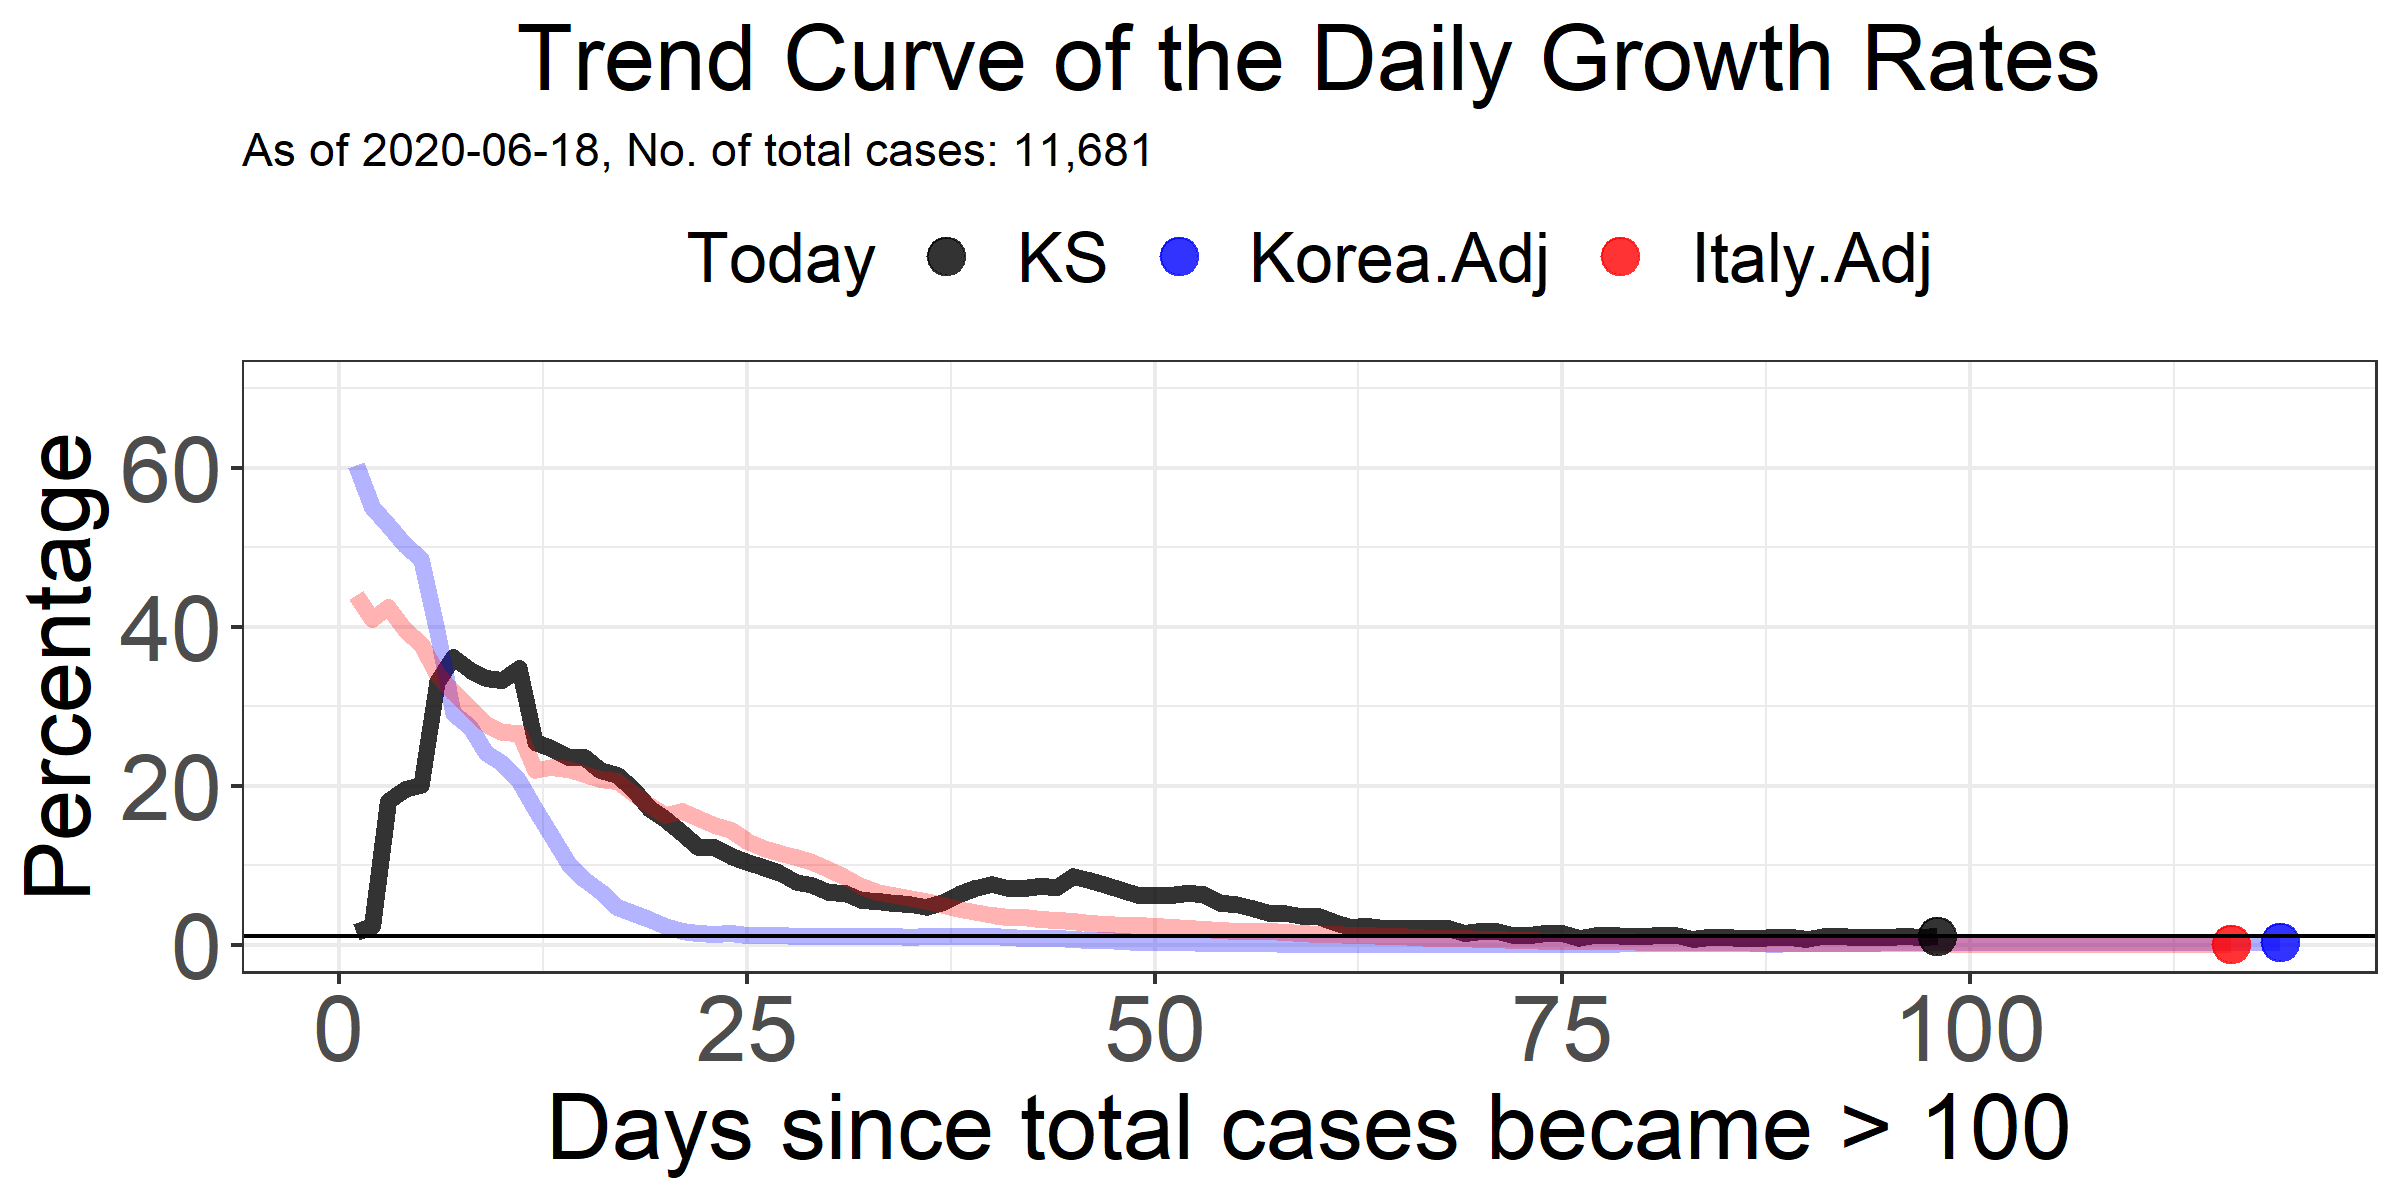 Trend Curve of the Daily Growth Rates
As of 2020-06-18, No. of total cases: 11,681
Today KS Korea.Adj Italy.Adj
Percentage
60
40
20
0
0 25 50 75 100
Days since total cases became > 100